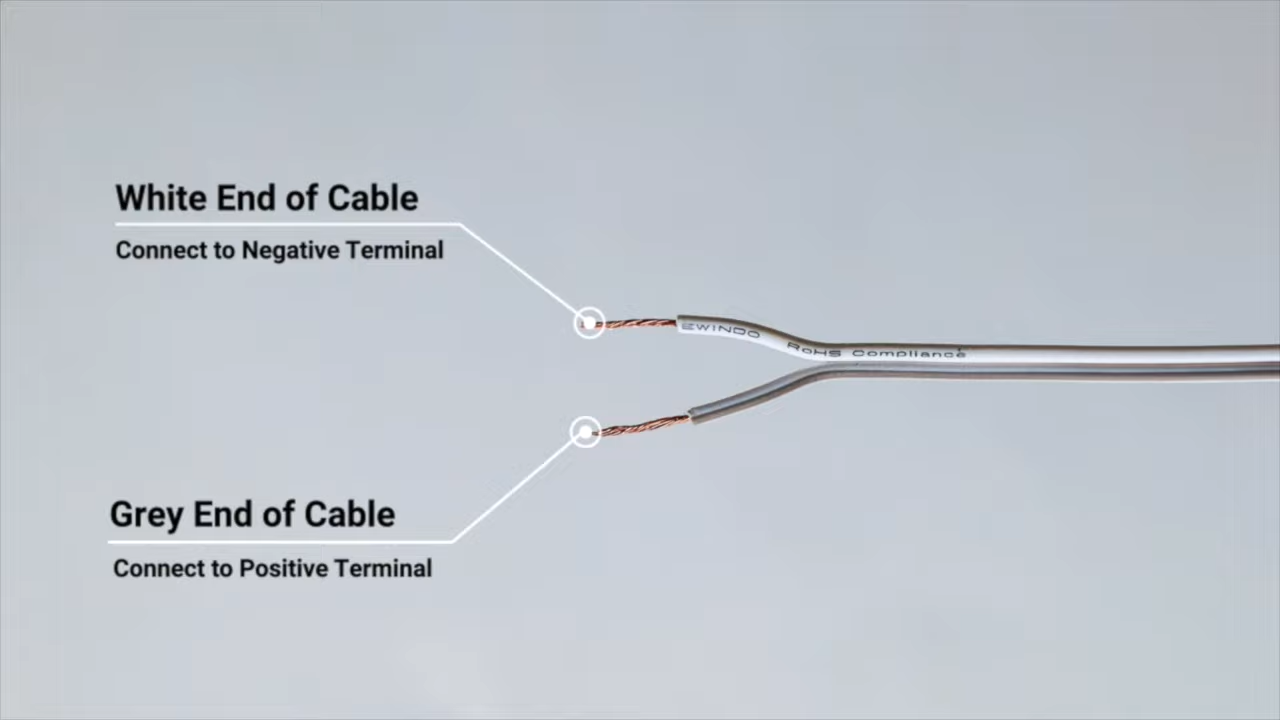 White End of Cable
Connect to Negative Terminal
EWINDO RoHS Compliance
Grey End of Cable
Connect to Positive Terminal